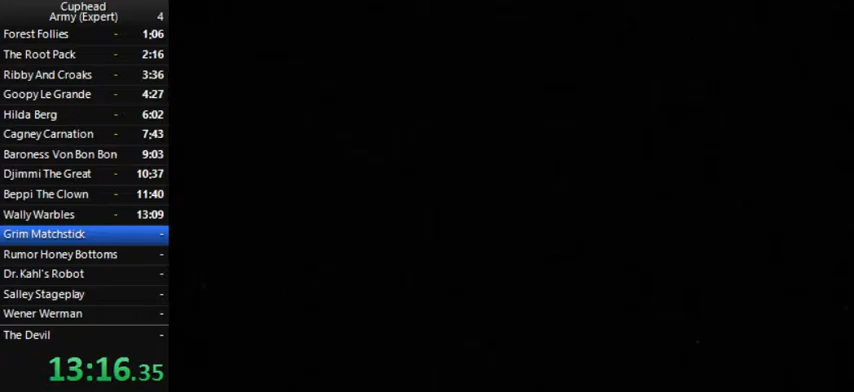 Cuphead
Army (Expert) 4
Forest Follies - 1:06
The Root Pack - 2:16
Ribby And Croaks - 3:36
Goopy Le Grande - 4:27
Hilda Berg - 6:02
Cagney Carnation - 7:43
Baroness Von Bon Bon 9:03
Djimmi The Great - 10:37
Beppi The Clown - 11:40
Wally Warbles - 13:09
Grim Matchstick -
Rumor Honey Bottoms -
Dr. Kahl's Robot -
Salley Stageplay -
Wener Werman -
The Devil -
13:16.35